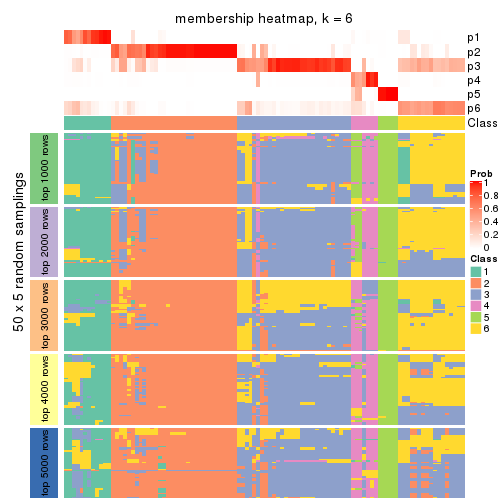 membership heatmap, k = 6
p1
p2
p3
p4
p5
p6
Class
50 x 5 random samplings
top 1000 rows
top 2000 rows
top 3000 rows
top 4000 rows
top 5000 rows
Prob
1
0.8
0.6
0.4
0.2
0
Class
1
2
3
4
5
6